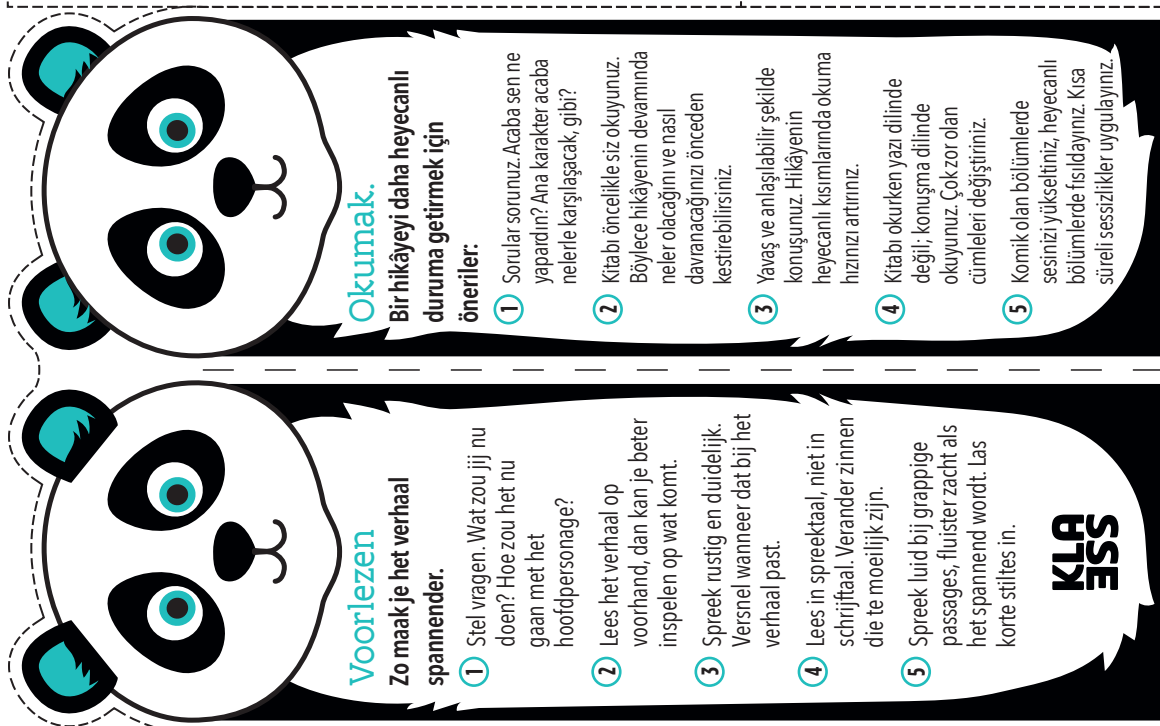 Okumak.
Bir hikâyeyi daha heyecanlı
duruma getirmek için
öneriler:
1 Sorular sorunuz. Acaba sen ne
yapardın? Ana karakter acaba
nelerle karşılaşacak, gibi?
2 Kitabı öncelikle siz okuyunuz.
Böylece hikâyenin devamında
neler olacağını ve nasıl
davranacağınızı önceden
kestirebilirsiniz.
3 Yavaş ve anlaşılabilir şekilde
konuşunuz. Hikâyenin
heyecanlı kısımlarında okuma
hızınızı artırınız.
4 Kitabı okurken yazı dilinde
değil; konuşma dilinde
okuyunuz. Çok zor olan
cümleleri değiştiriniz.
5 Komik olan bölümlerde
sesinizi yükseltiniz, heyecanlı
bölümlerde fısıldayınız. Kısa
süreli sessizlikler uygulayınız.
Voorlezen
Zo maak je het verhaal
spannender.
1 Stel vragen. Wat zou jij nu
doen? Hoe zou het nu
gaan met het
hoofdpersonage?
2 Lees het verhaal op
voorhand, dan kan je beter
inspelen op wat komt.
3 Spreek rustig en duidelijk.
Versnel wanneer dat bij het
verhaal past.
4 Lees in spreektaal, niet in
schrijftaal. Verander zinnen
die te moeilijk zijn.
5 Spreek luid bij grappige
passages, fluister zacht als
het spannend wordt. Las
korte stiltes in.
KLA
SSE